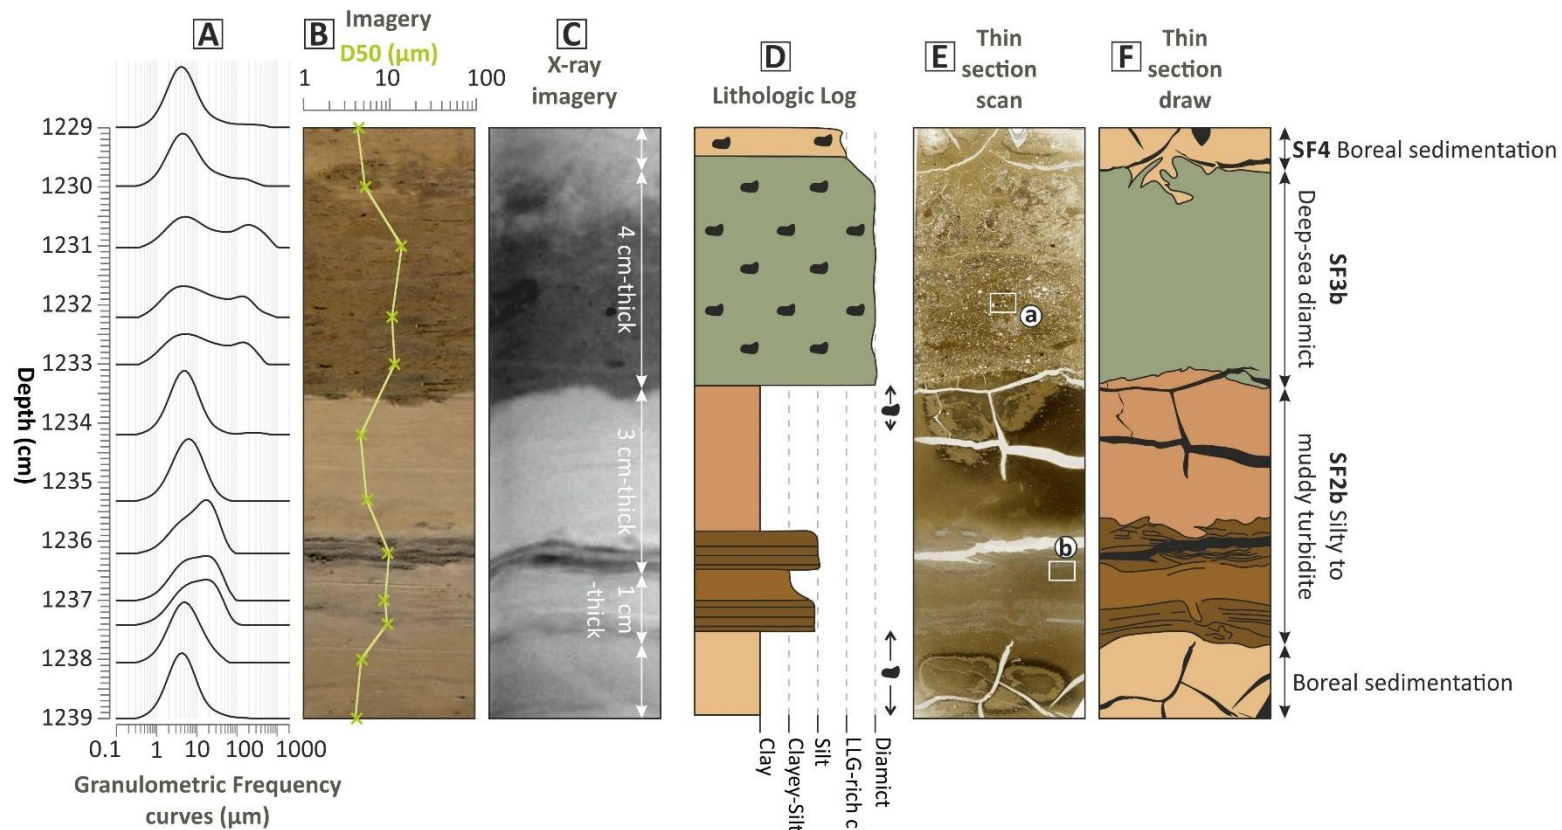 A
Imagery
B
D50 (µm)
1
10
100
C
X-ray
imagery
D
Lithologic Log
E
Thin
section
scan
F
Thin
section
draw
Depth (cm)
1229
1230
1231
1232
1233
1234
1235
1236
1237
1238
1239
0.1
1
10
100
1000
Granulometric Frequency
curves (µm)
4 cm-thick
3 cm-thick
1 cm
-thick
Clay
Clayey-Silt
Silt
LLG-rich c
Diamict
a
b
SF4 Boreal sedimentation
SF3b
Deep-sea diamict
SF2b Silty to
muddy turbidite
Boreal sedimentation